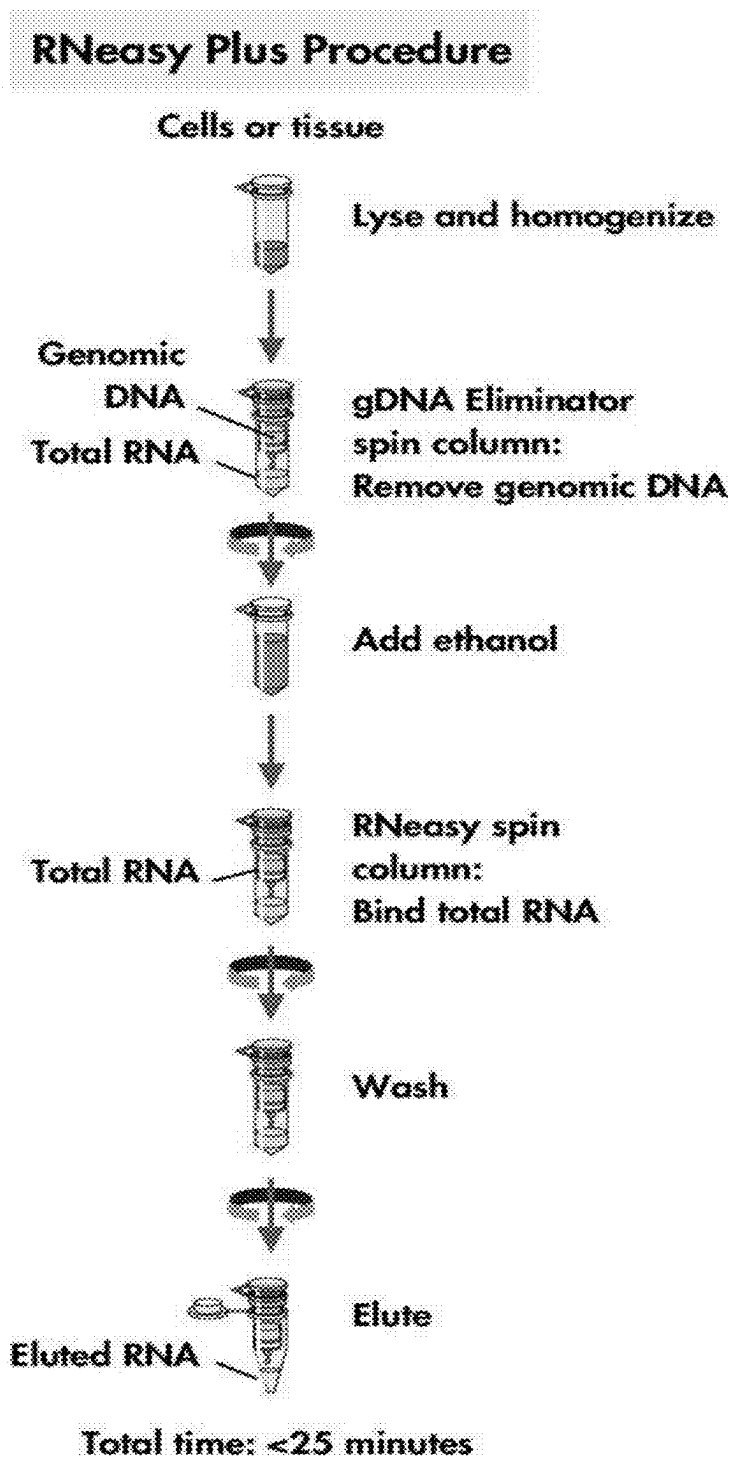 RNeasy Plus Procedure
Cells or tissue
Lyse and homogenize
Genomic
DNA
Total RNA
gDNA Eliminator
spin column:
Remove genomic DNA
Add ethanol
Total RNA
RNeasy spin
column:
Bind total RNA
Wash
Elute
Eluted RNA
Total time: <25 minutes